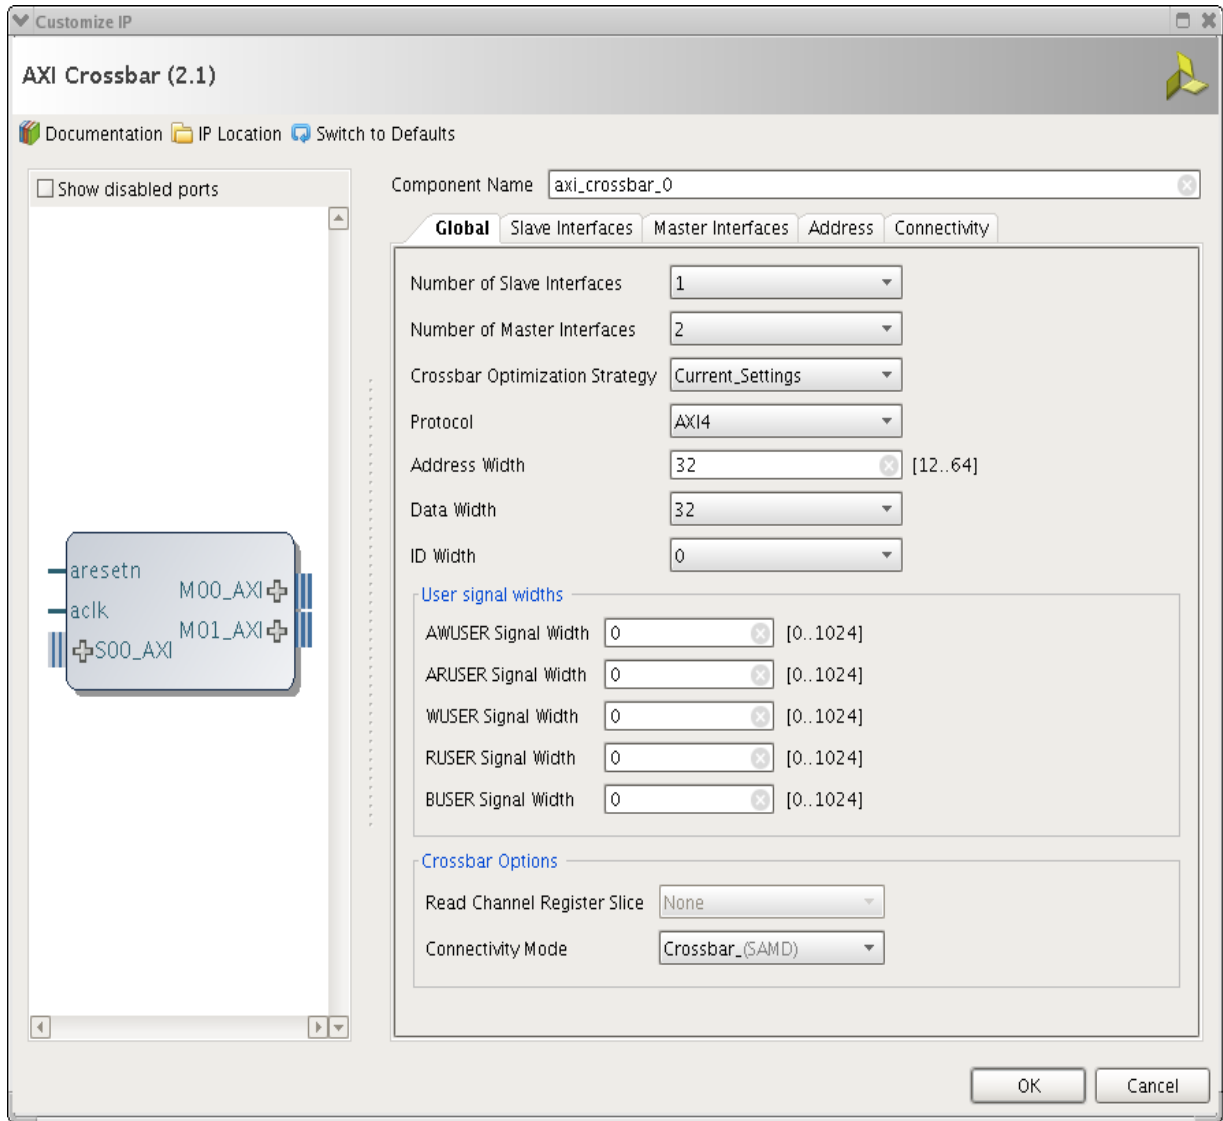 Customize IP
AXI Crossbar (2.1)
Documentation IP Location Switch to Defaults
Show disabled ports
aresetn
aclk
S00_AXI
M00_AXI
M01_AXI
Component Name axi_crossbar_0
Global Slave Interfaces Master Interfaces Address Connectivity
Number of Slave Interfaces 1
Number of Master Interfaces 2
Crossbar Optimization Strategy Current_Settings
Protocol AXI4
Address Width 32 [12..64]
Data Width 32
ID Width 0
User signal widths
AWUSER Signal Width 0 [0..1024]
ARUSER Signal Width 0 [0..1024]
WUSER Signal Width 0 [0..1024]
RUSER Signal Width 0 [0..1024]
BUSER Signal Width 0 [0..1024]
Crossbar Options
Read Channel Register Slice None
Connectivity Mode Crossbar_(SAMD)
OK Cancel